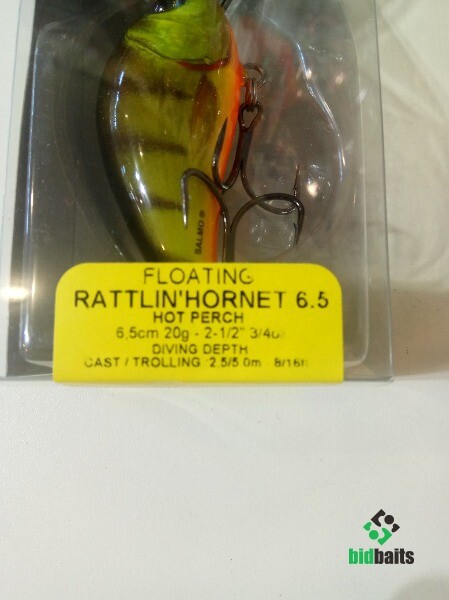 SALMO®
FLOATING
RATTLIN'HORNET 6.5
HOT PERCH
6,5cm 20g - 2-1/2" 3/4oz
DIVING DEPTH
CAST / TROLLING 2.5/5.0m 8/16ft
bidbaits